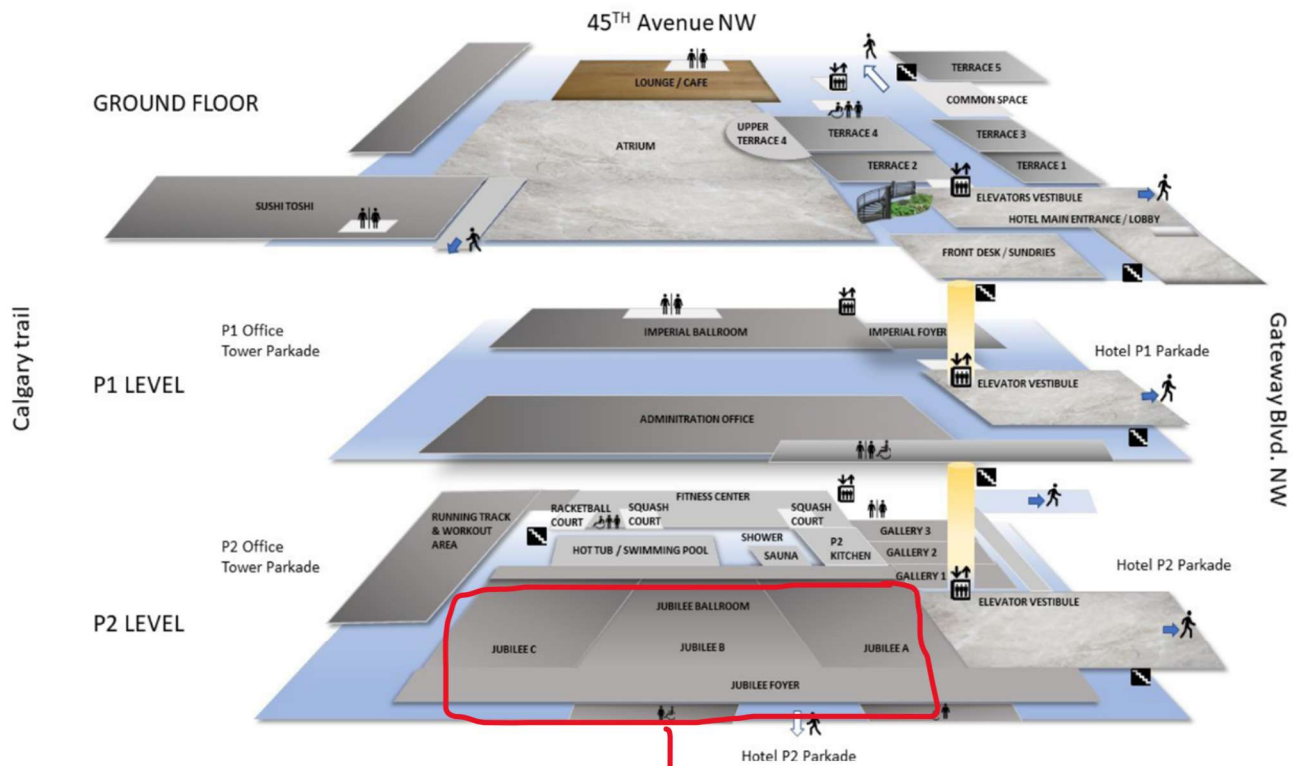 45TH Avenue NW
GROUND FLOOR
LOUNGE / CAFE
TERRACE 5
COMMON SPACE
UPPER
TERRACE 4
TERRACE 4
TERRACE 3
ATRIUM
TERRACE 2
TERRACE 1
SUSHI TOSHI
ELEVATORS VESTIBULE
HOTEL MAIN ENTRANCE / LOBBY
FRONT DESK / SUNDRIES
Calgary trail
Gateway Blvd. NW
P1 Office
Tower Parkade
IMPERIAL BALLROOM
IMPERIAL FOYER
Hotel P1 Parkade
P1 LEVEL
ELEVATOR VESTIBULE
ADMINITRATION OFFICE
RUNNING TRACK
& WORKOUT
AREA
RACKETBALL
COURT
SQUASH
COURT
FITNESS CENTER
SQUASH
COURT
GALLERY 3
P2 Office
Tower Parkade
HOT TUB / SWIMMING POOL
SHOWER
SAUNA
P2
KITCHEN
GALLERY 2
GALLERY 1
Hotel P2 Parkade
P2 LEVEL
JUBILEE BALLROOM
ELEVATOR VESTIBULE
JUBILEE C
JUBILEE B
JUBILEE A
JUBILEE FOYER
Hotel P2 Parkade